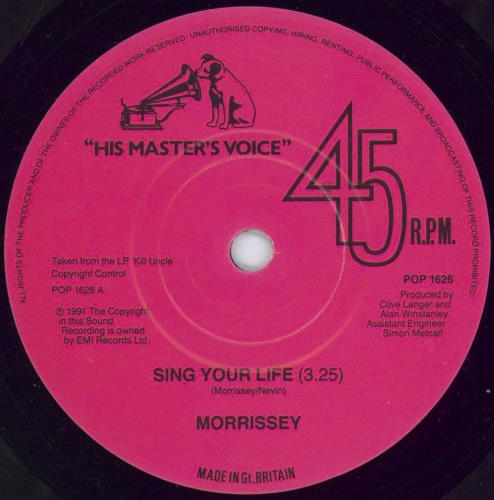 ALL RIGHTS OF THE PRODUCER AND OF THE OWNER OF THE RECORDED WORK RESERVED. UNAUTHORISED COPYING, HIRING, RENTING, PUBLIC PERFORMANCE AND BROADCASTING OF THIS RECORD PROHIBITED.
"HIS MASTER'S VOICE"
45 R.P.M.
Taken from the LP 'Kill Uncle'
Copyright Control
POP 1626 A
℗ 1991 The Copyright
in this Sound
Recording is owned
by EMI Records Ltd.
POP 1626
Produced by
Clive Langer and
Alan Winstanley
Assistant Engineer
Simon Metcalf
SING YOUR LIFE (3.25)
(Morrissey/Nevin)
MORRISSEY
MADE IN Gt. BRITAIN